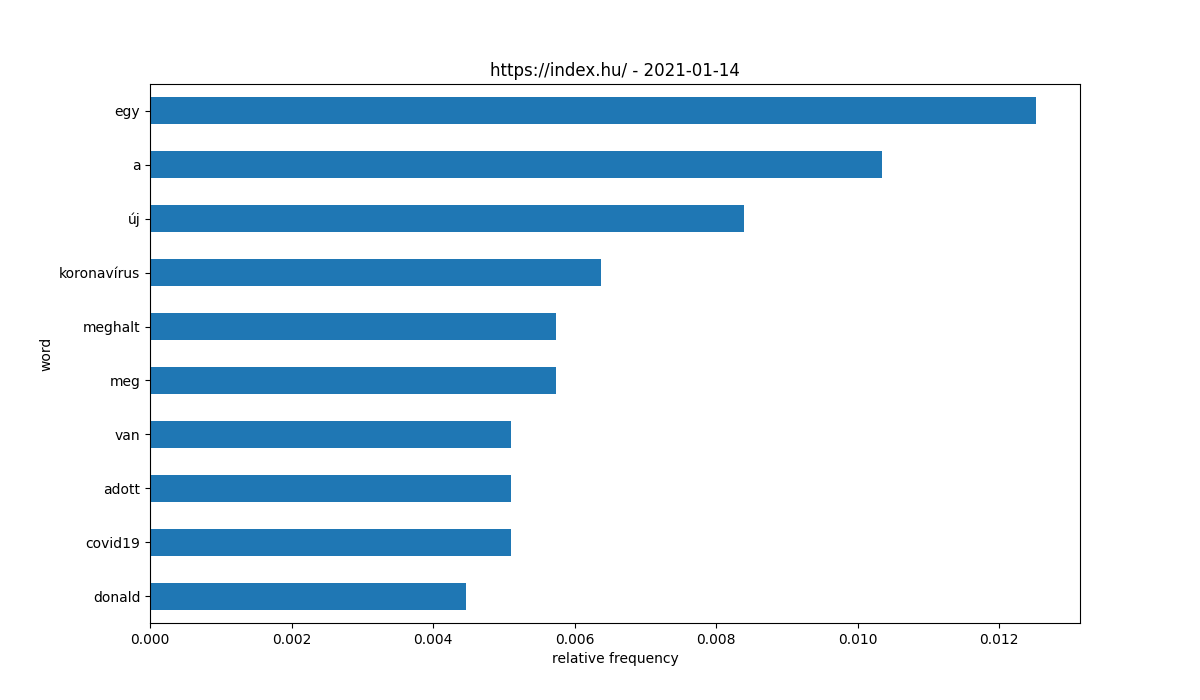 https://index.hu/ - 2021-01-14
egy
a
új
koronavírus
meghalt
meg
van
adott
covid19
donald
word
0.000 0.002 0.004 0.006 0.008 0.010 0.012
relative frequency